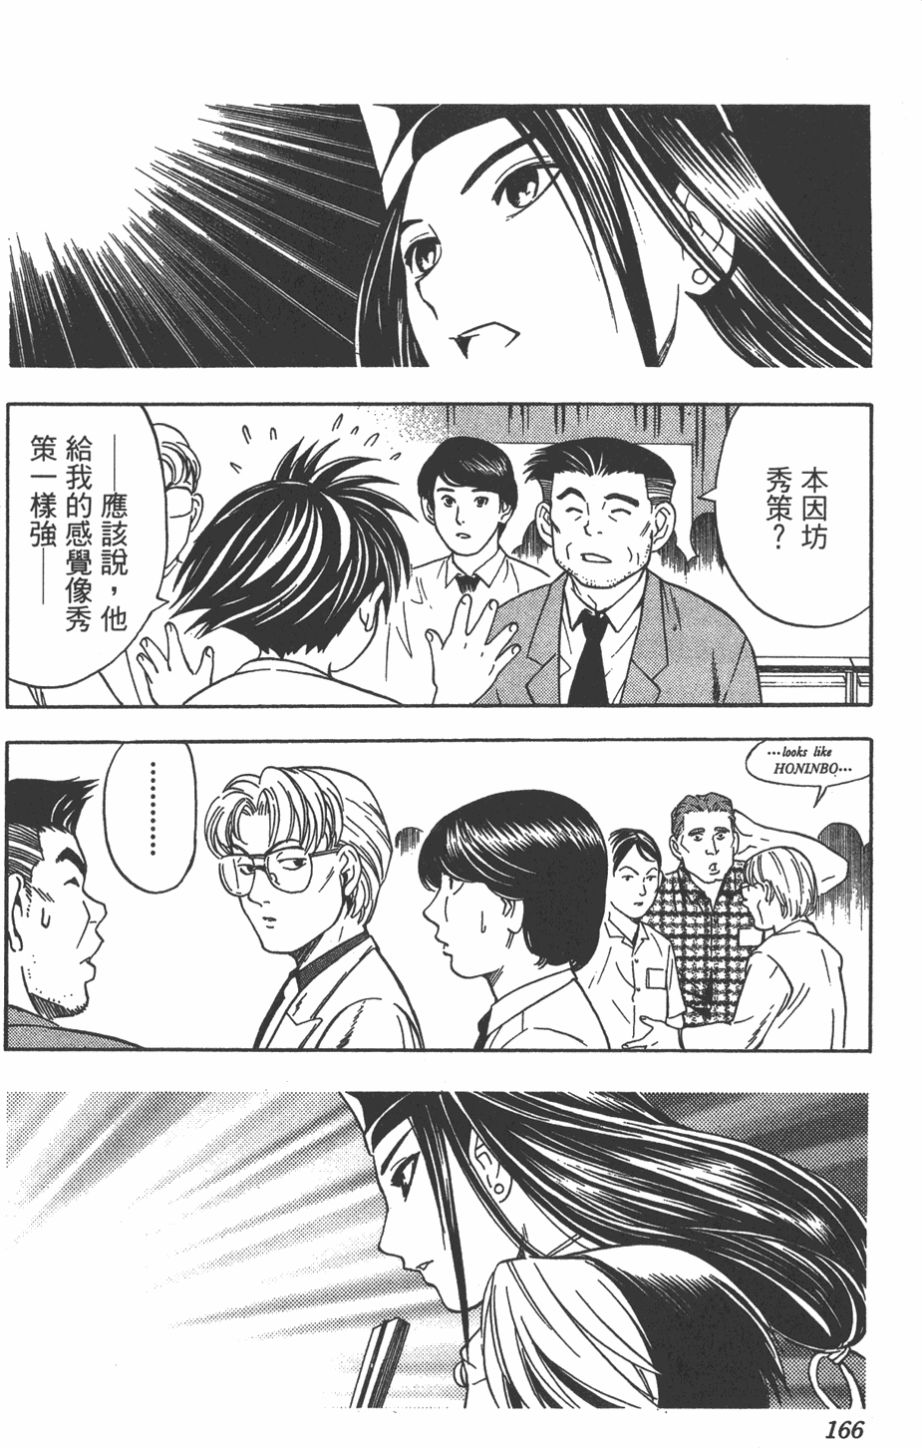 本因坊
秀策？
——應該說，他
給我的感覺像秀
策一樣強——
…looks like
HONINBO…
…………
166